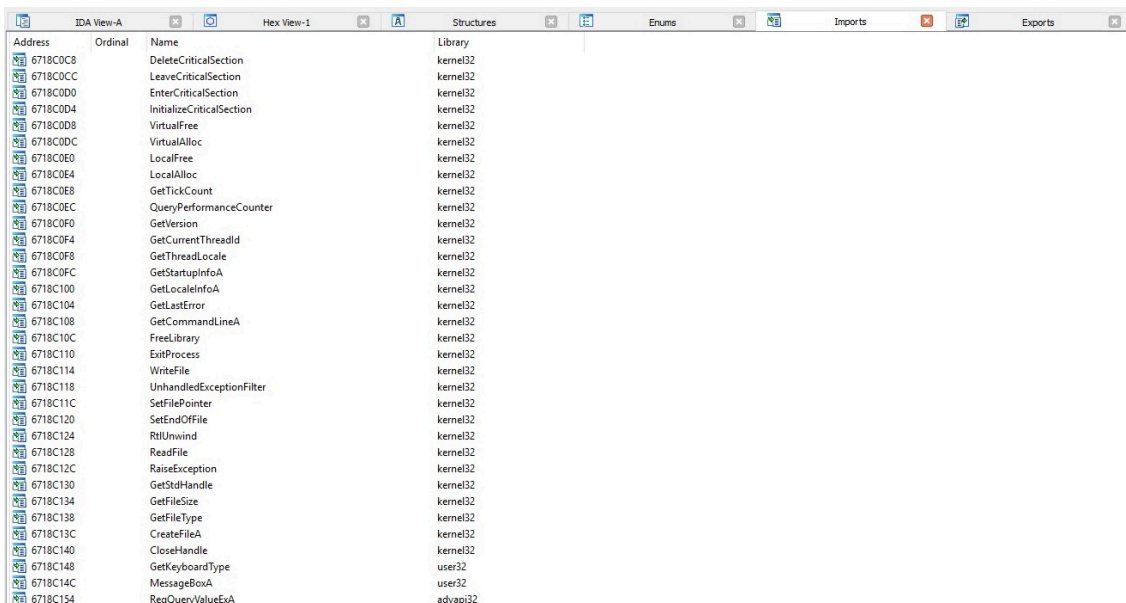 IDA View-A Hex View-1 Structures Enums Imports Exports
Address Ordinal Name Library
6718C0C8 DeleteCriticalSection kernel32
6718C0CC LeaveCriticalSection kernel32
6718C0D0 EnterCriticalSection kernel32
6718C0D4 InitializeCriticalSection kernel32
6718C0D8 VirtualFree kernel32
6718C0DC VirtualAlloc kernel32
6718C0E0 LocalFree kernel32
6718C0E4 LocalAlloc kernel32
6718C0E8 GetTickCount kernel32
6718C0EC QueryPerformanceCounter kernel32
6718C0F0 GetVersion kernel32
6718C0F4 GetCurrentThreadId kernel32
6718C0F8 GetThreadLocale kernel32
6718C0FC GetStartupInfoA kernel32
6718C100 GetLocaleInfoA kernel32
6718C104 GetLastError kernel32
6718C108 GetCommandLineA kernel32
6718C10C FreeLibrary kernel32
6718C110 ExitProcess kernel32
6718C114 WriteFile kernel32
6718C118 UnhandledExceptionFilter kernel32
6718C11C SetFilePointer kernel32
6718C120 SetEndOfFile kernel32
6718C124 RtlUnwind kernel32
6718C128 ReadFile kernel32
6718C12C RaiseException kernel32
6718C130 GetStdHandle kernel32
6718C134 GetFileSize kernel32
6718C138 GetFileType kernel32
6718C13C CreateFileA kernel32
6718C140 CloseHandle kernel32
6718C148 GetKeyboardType user32
6718C14C MessageBoxA user32
6718C154 RegQueryValueExA advapi32